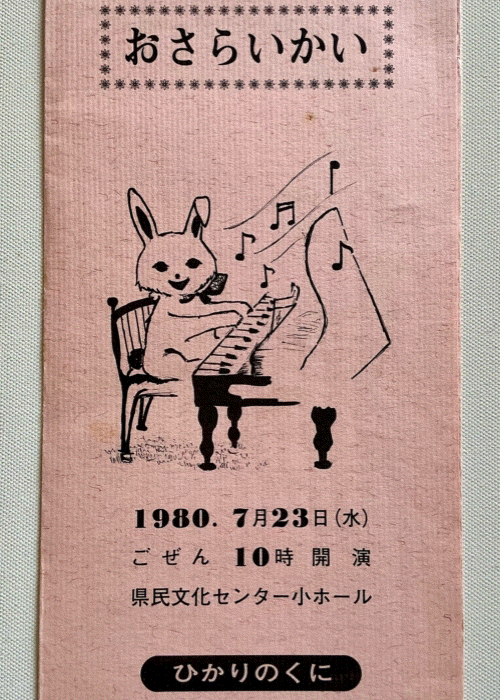 おさらいかい
1980. 7月23日(水)
ごぜん 10時開演
県民文化センター小ホール
ひかりのくに